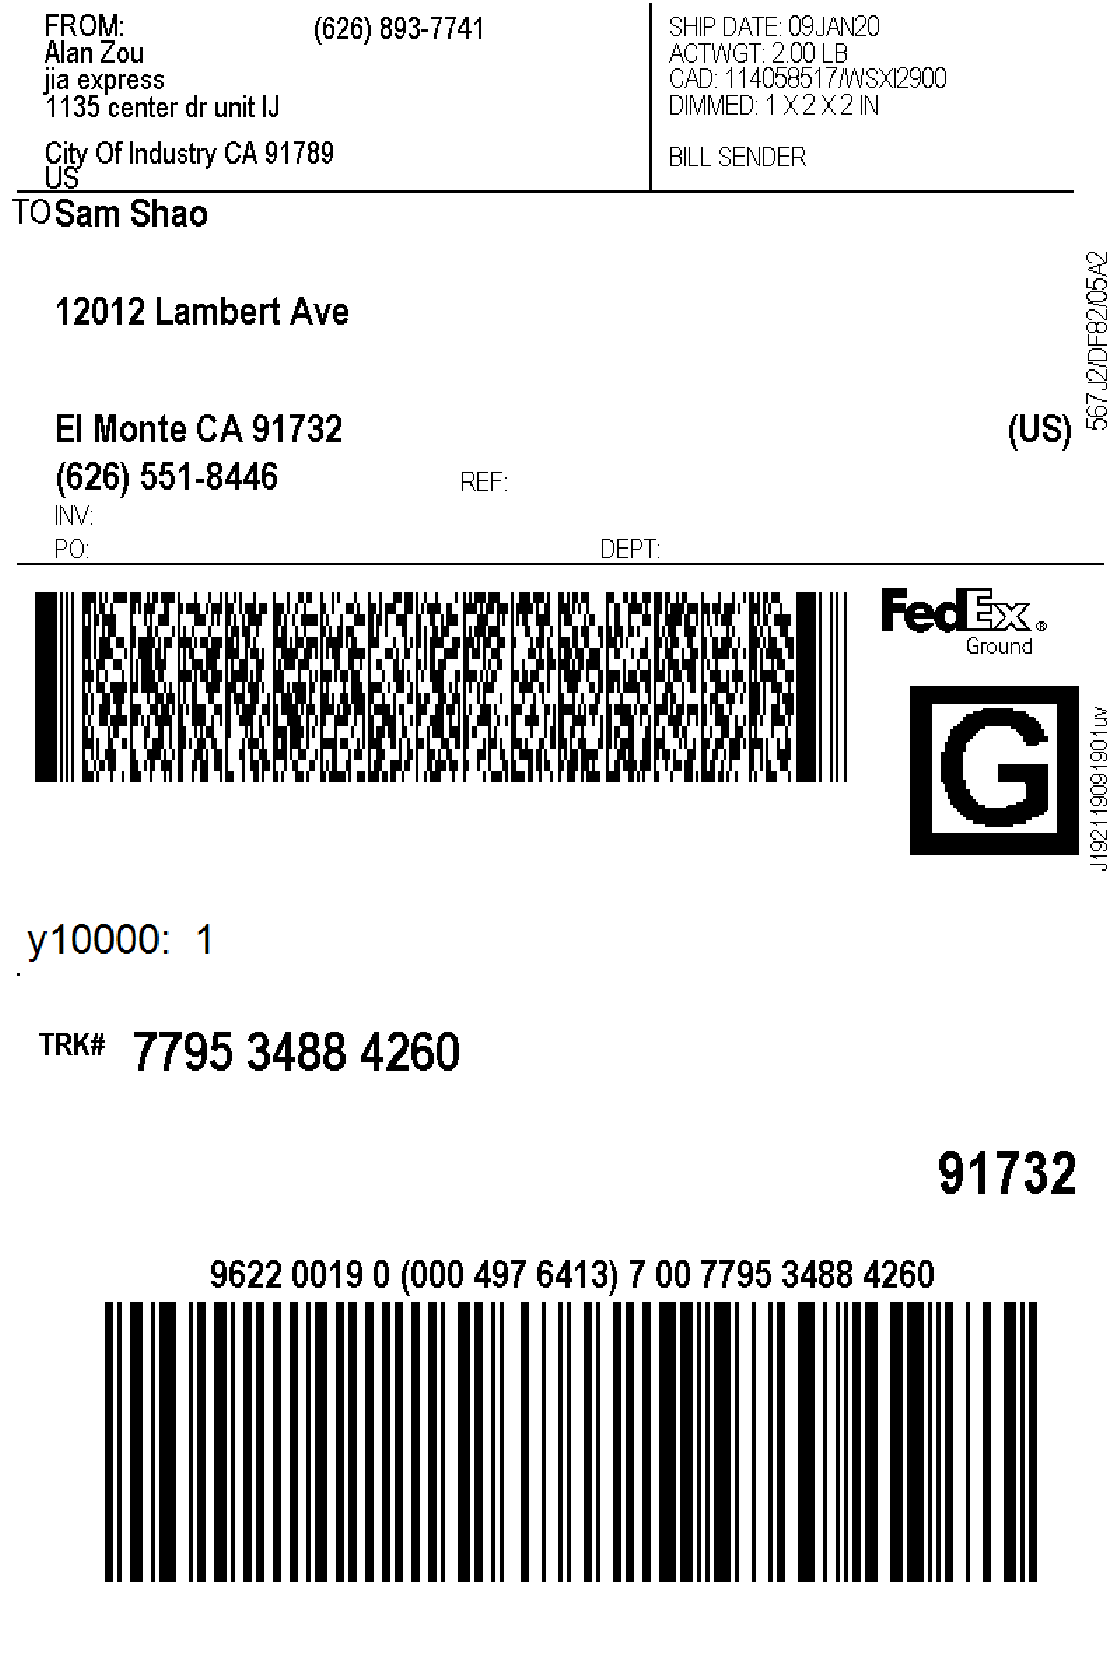 FROM: (626) 893-7741
Alan Zou
jia express
1135 center dr unit IJ
City Of Industry CA 91789
US
SHIP DATE: 09JAN20
ACTWGT: 2.00 LB
CAD: 114058517/WSXI2900
DIMMED: 1 X 2 X 2 IN
BILL SENDER
TO Sam Shao
12012 Lambert Ave
El Monte CA 91732 (US)
(626) 551-8446 REF:
INV:
PO: DEPT:
567J2/DF82/05A2
FedEx®
Ground
G
J192119091901uv
y10000: 1
.
TRK# 7795 3488 4260
91732
9622 0019 0 (000 497 6413) 7 00 7795 3488 4260